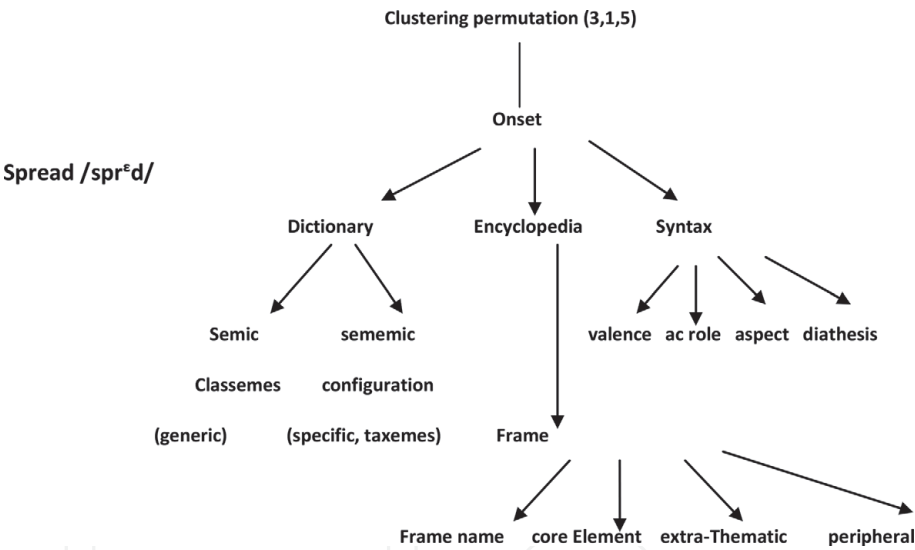 Clustering permutation (3,1,5)
Onset
Spread /sprᵋd/
Dictionary Encyclopedia Syntax
Semic sememic valence ac role aspect diathesis
Classemes configuration
(generic) (specific, taxemes) Frame
Frame name core Element extra-Thematic peripheral